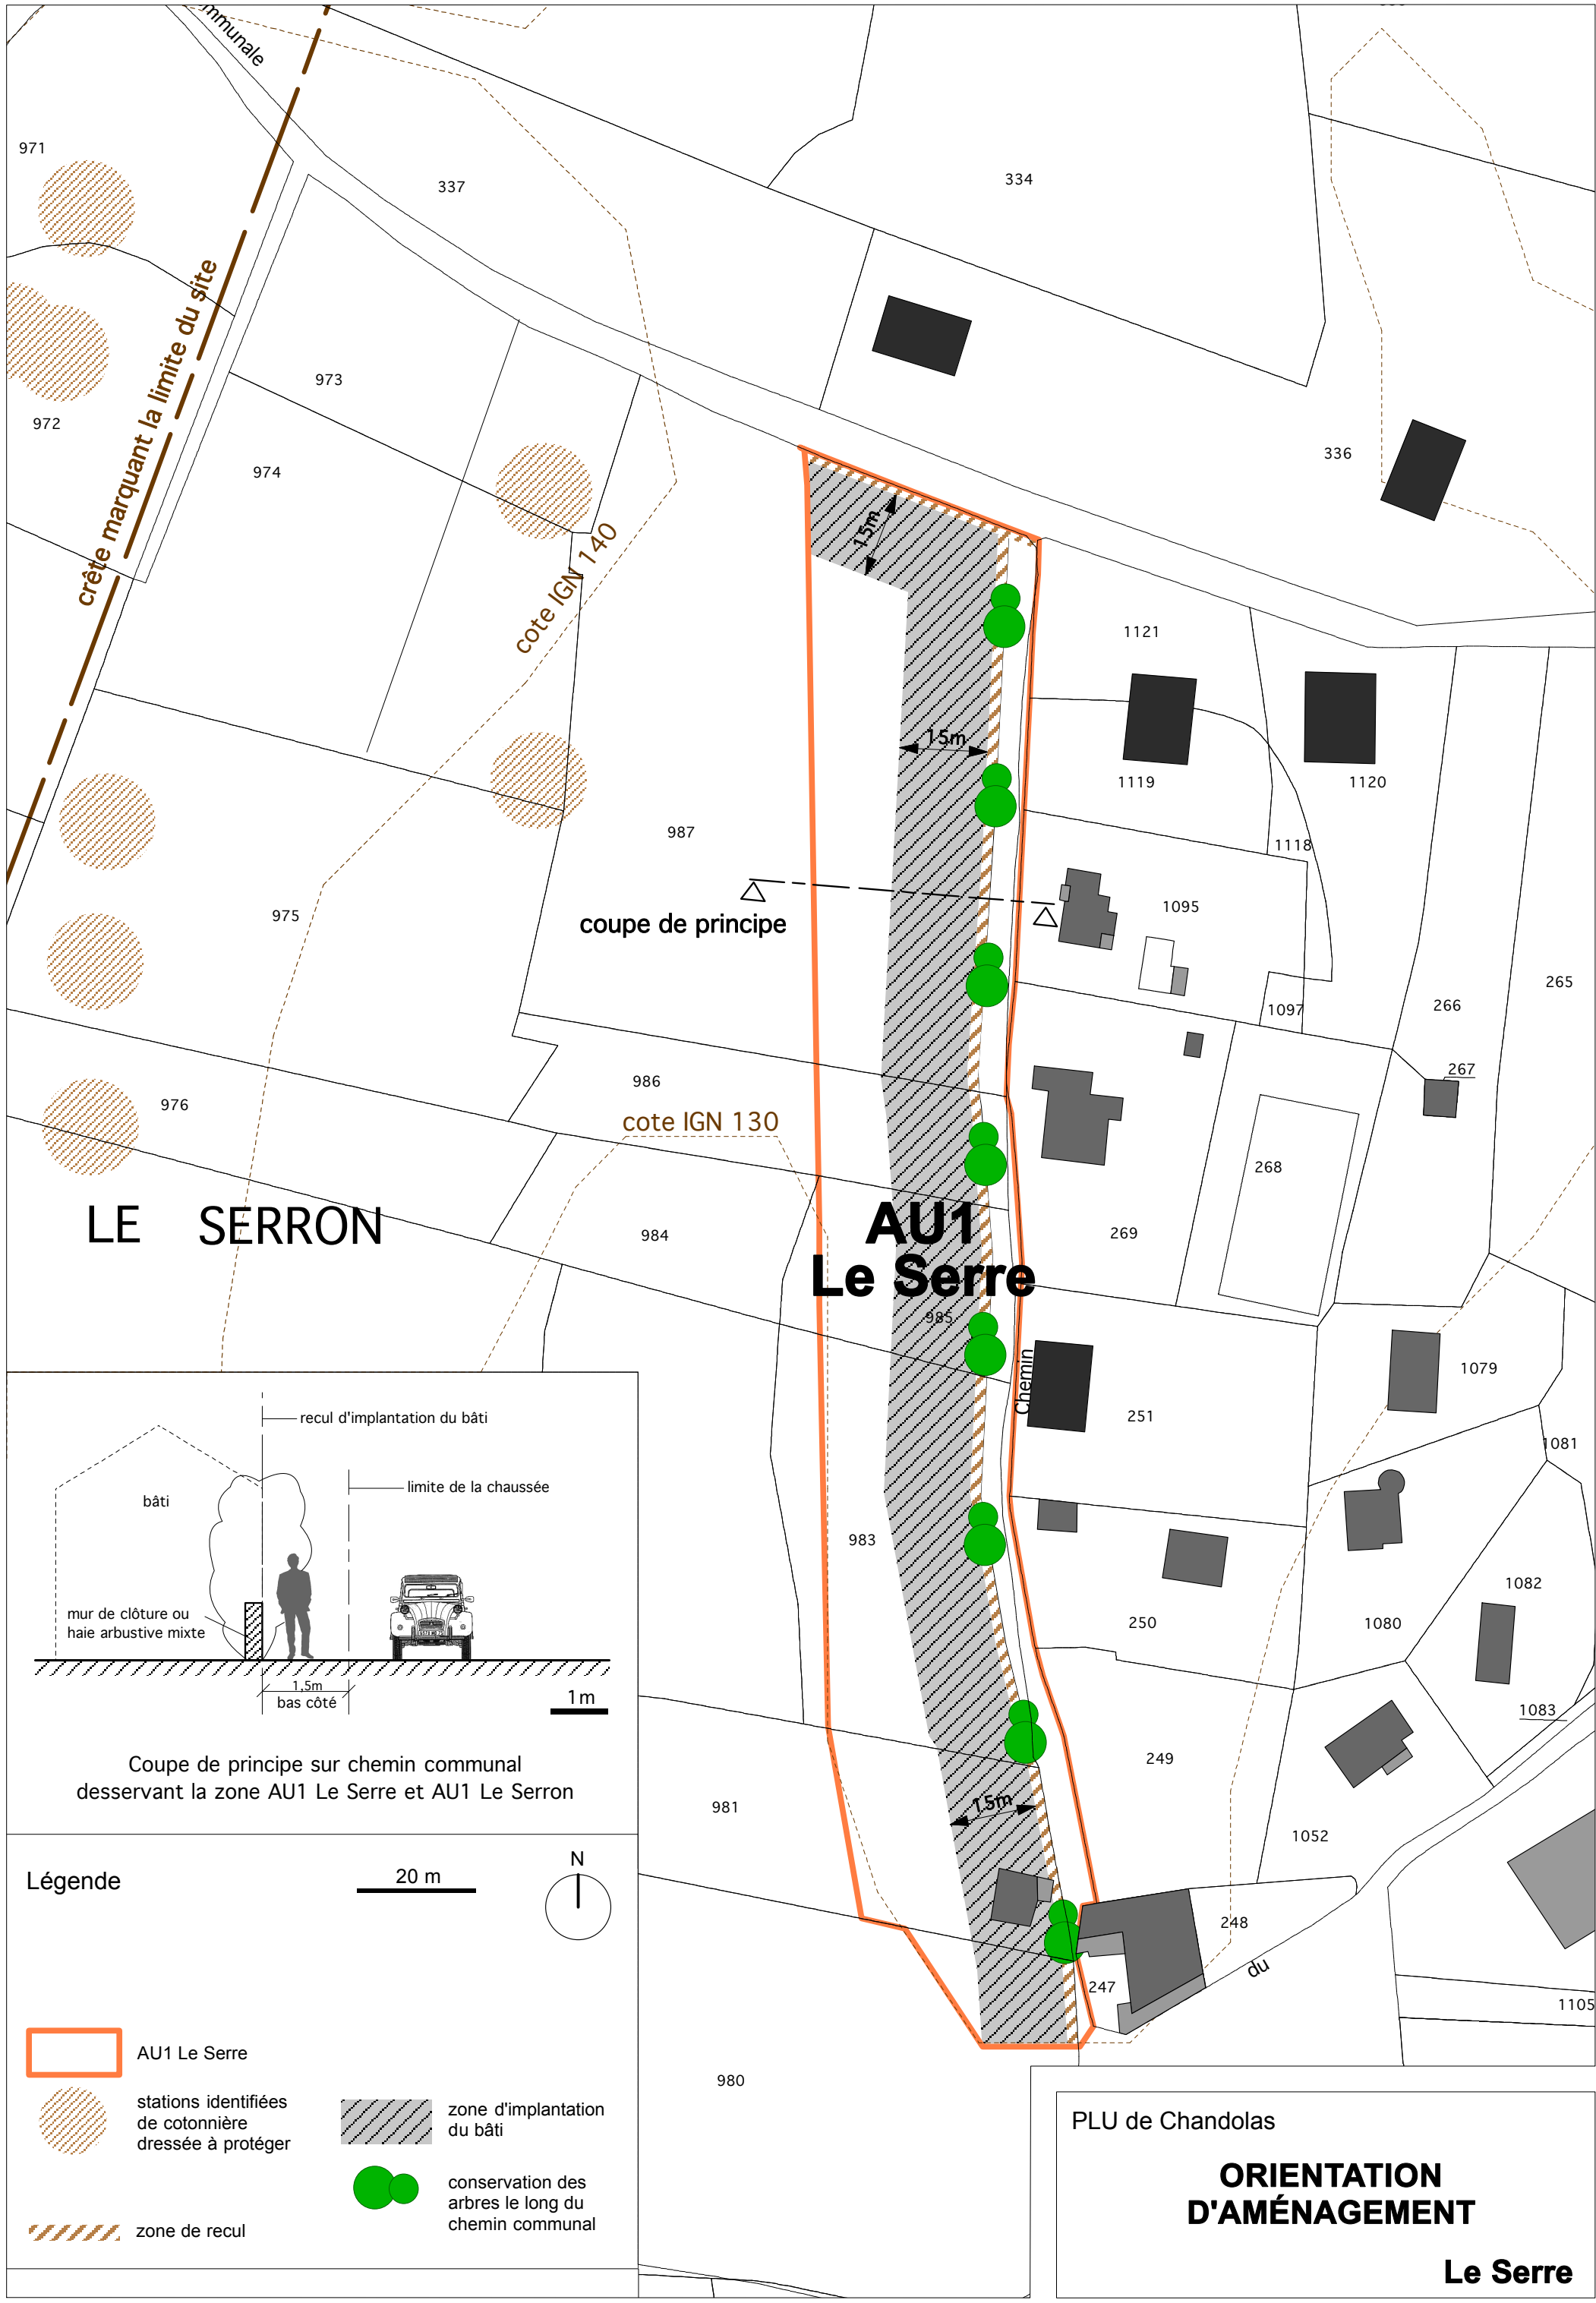 mmunale
971
337
334
crête marquant la limite du site
973
972
974
336
15m
cote IGN 140
1121
15m
1119
1120
987
1118
coupe de principe
1095
975
265
266
1097
267
986
976
cote IGN 130
268
LE SERRON
AU1
Le Serre
984
269
985
Chemin
1079
251
1081
983
1082
250
1080
1083
249
981
15m
1052
248
du
247
1105
980
recul d'implantation du bâti
limite de la chaussée
bâti
mur de clôture ou
haie arbustive mixte
1,5m
bas côté
1m
Coupe de principe sur chemin communal
desservant la zone AU1 Le Serre et AU1 Le Serron
Légende
20 m
N
AU1 Le Serre
stations identifiées
de cotonnière
dressée à protéger
zone de recul
zone d'implantation
du bâti
conservation des
arbres le long du
chemin communal
PLU de Chandolas
ORIENTATION
D'AMÉNAGEMENT
Le Serre